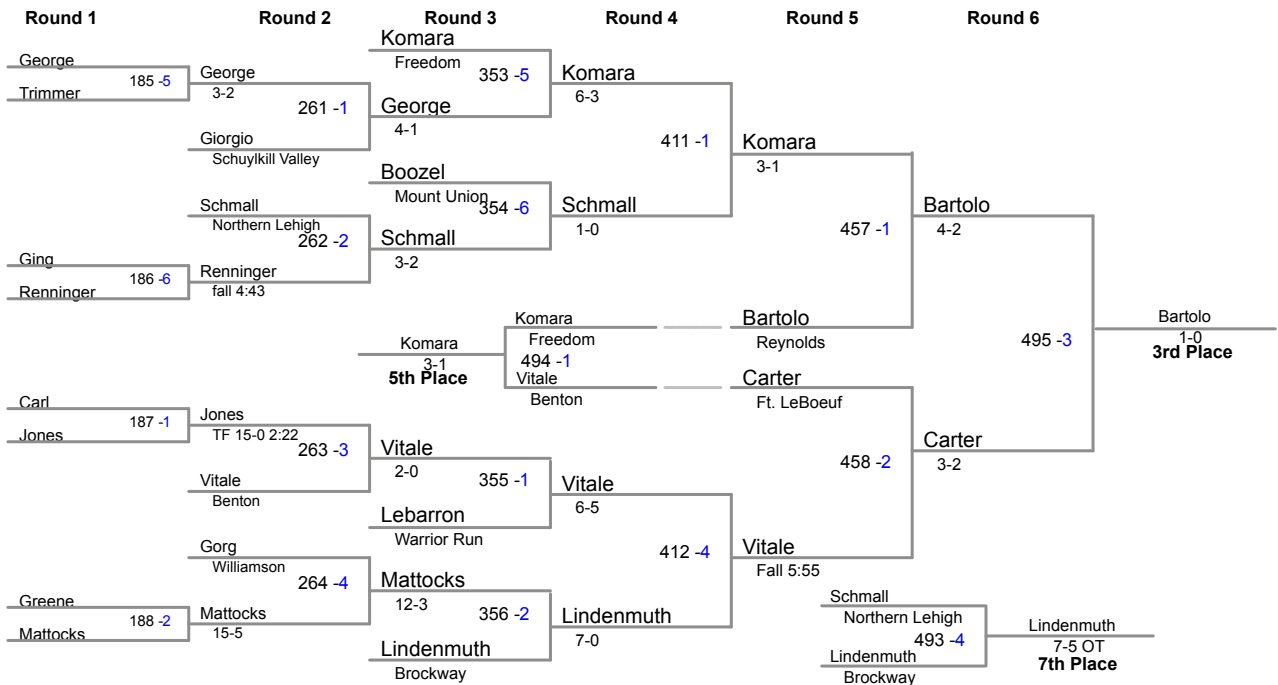 Round 1 Round 2 Round 3 Round 4 Round 5 Round 6
George
185 -5
Trimmer
George
3-2
261 -1
Giorgio
Schuylkill Valley
Schmall
Northern Lehigh
262 -2
Ging
186 -6
Renninger
Renninger
fall 4:43
Komara
Freedom
353 -5
George
4-1
Boozel
Mount Union
354 -6
Schmall
3-2
Komara
6-3
411 -1
Schmall
1-0
Komara
3-1
457 -1
Bartolo
Reynolds
Bartolo
4-2
Komara
Freedom
494 -1
Vitale
Benton
Komara
3-1
5th Place
Carter
Ft. LeBoeuf
458 -2
Carter
3-2
495 -3
Bartolo
1-0
3rd Place
Carl
187 -1
Jones
Jones
TF 15-0 2:22
263 -3
Vitale
Benton
Gorg
Williamson
264 -4
Greene
188 -2
Mattocks
Mattocks
15-5
Vitale
2-0
355 -1
Lebarron
Warrior Run
Mattocks
12-3
356 -2
Lindenmuth
Brockway
Vitale
6-5
412 -4
Lindenmuth
7-0
Vitale
Fall 5:55
Schmall
Northern Lehigh
493 -4
Lindenmuth
Brockway
Lindenmuth
7-5 OT
7th Place